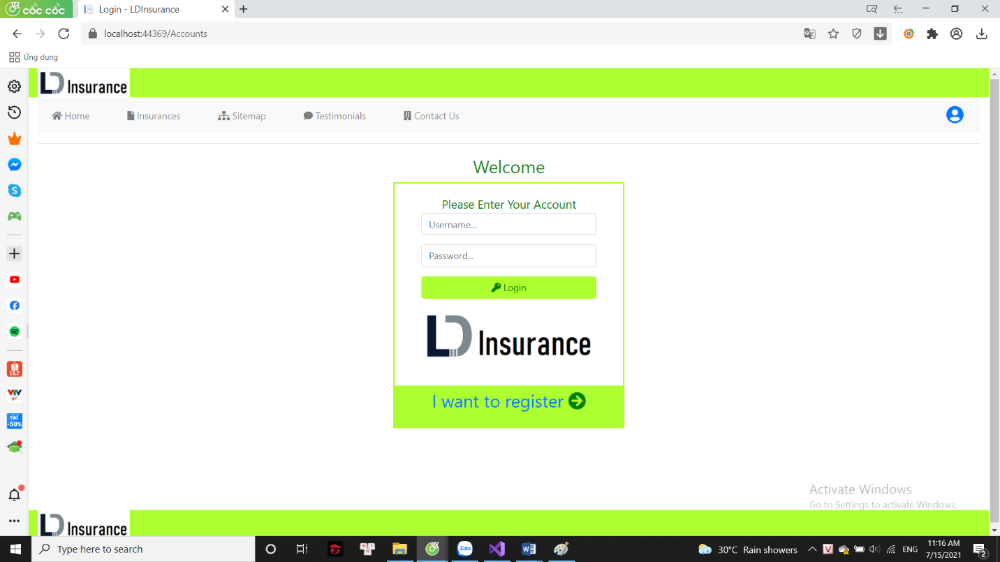 cốc cốc
Login - LDInsurance
localhost:44369/Accounts
Ứng dụng
LD Insurance
Home
Insurances
Sitemap
Testimonials
Contact Us
Welcome
Please Enter Your Account
Username...
Password...
Login
LD Insurance
I want to register
15.7
VTV
go
TIKI
-50%
Activate Windows
Go to Settings to activate Windows.
LD Insurance
Type here to search
Zalo
30°C Rain showers
V
ENG
11:16 AM
7/15/2021
2